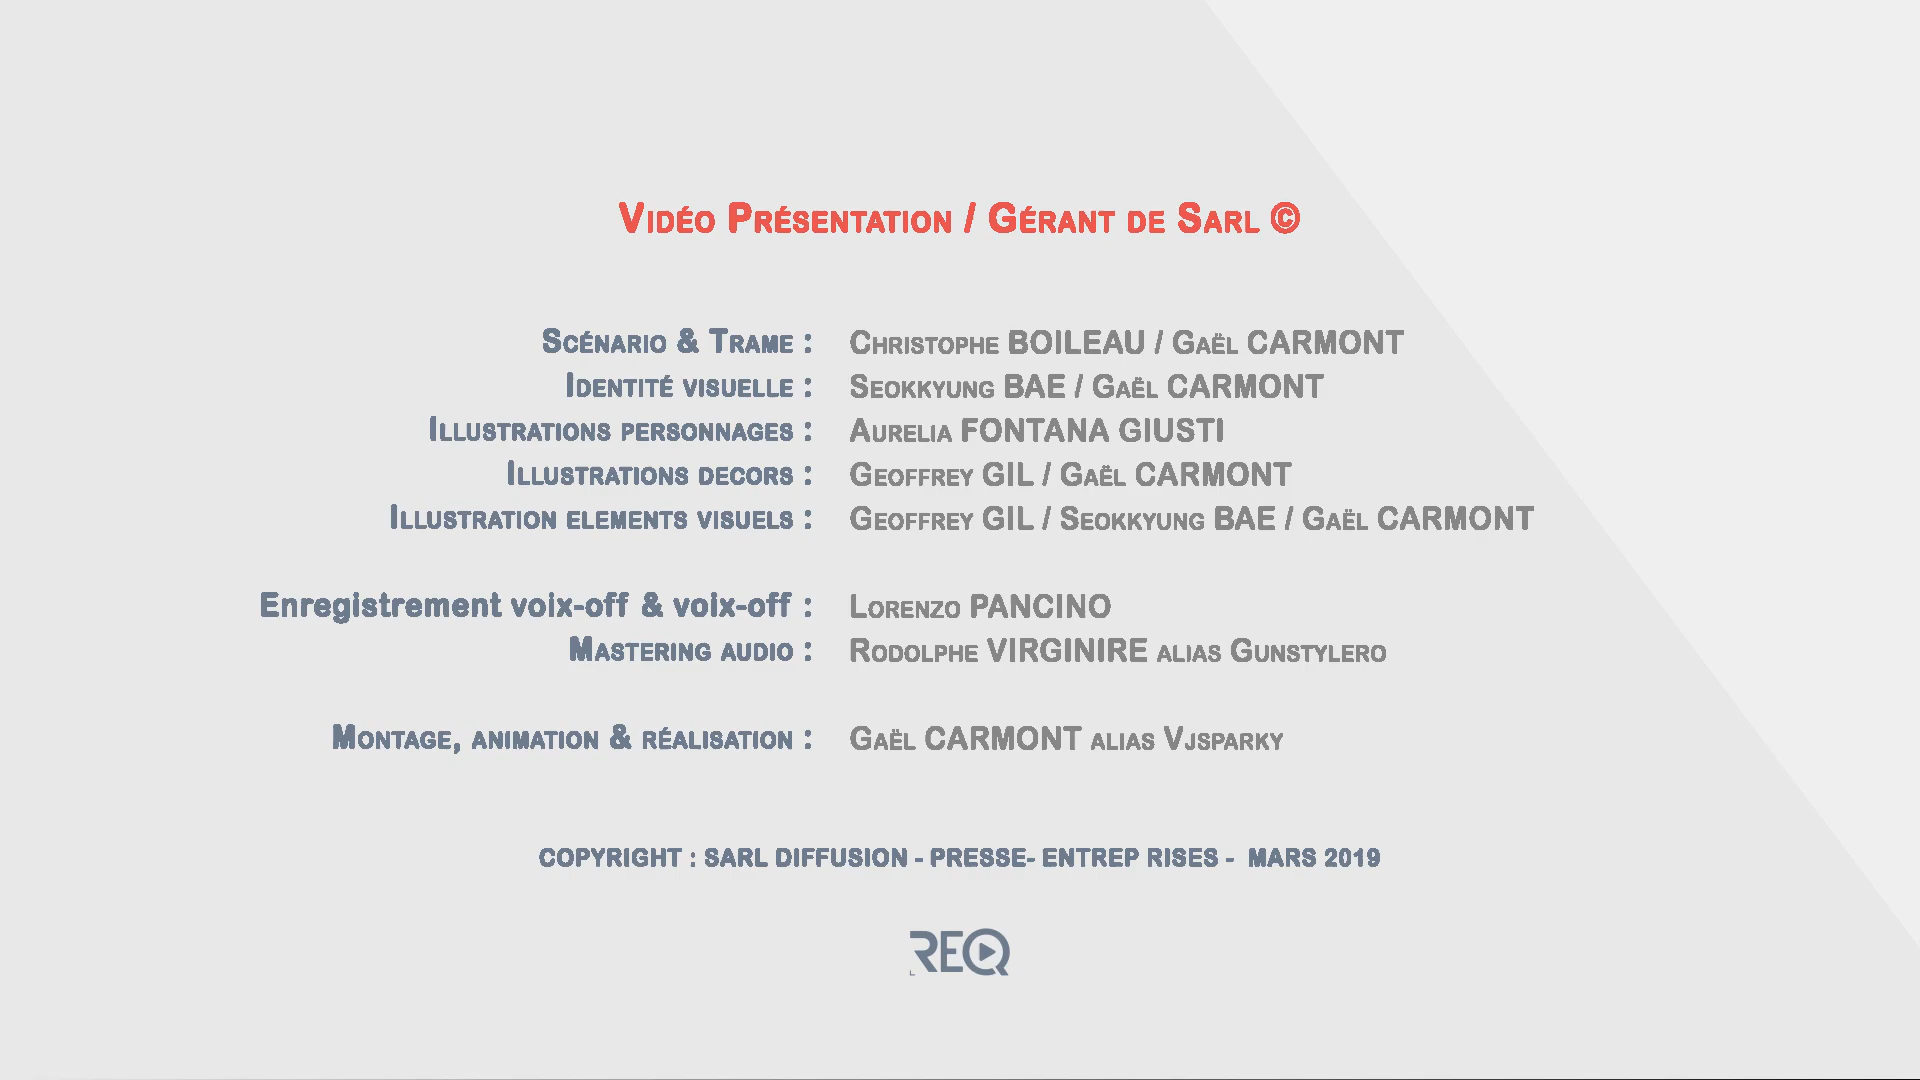 Vidéo Présentation / Gérant de Sarl ©
Scénario & Trame : Christophe BOILEAU / Gaël CARMONT
Identité visuelle : Seokkyung BAE / Gaël CARMONT
Illustrations personnages : Aurelia FONTANA GIUSTI
Illustrations decors : Geoffrey GIL / Gaël CARMONT
Illustration elements visuels : Geoffrey GIL / Seokkyung BAE / Gaël CARMONT
Enregistrement voix-off & voix-off : Lorenzo PANCINO
Mastering audio : Rodolphe VIRGINIRE alias Gunstylero
Montage, animation & réalisation : Gaël CARMONT alias Vjsparky
COPYRIGHT : SARL DIFFUSION - PRESSE- ENTREP RISES - MARS 2019
REQ